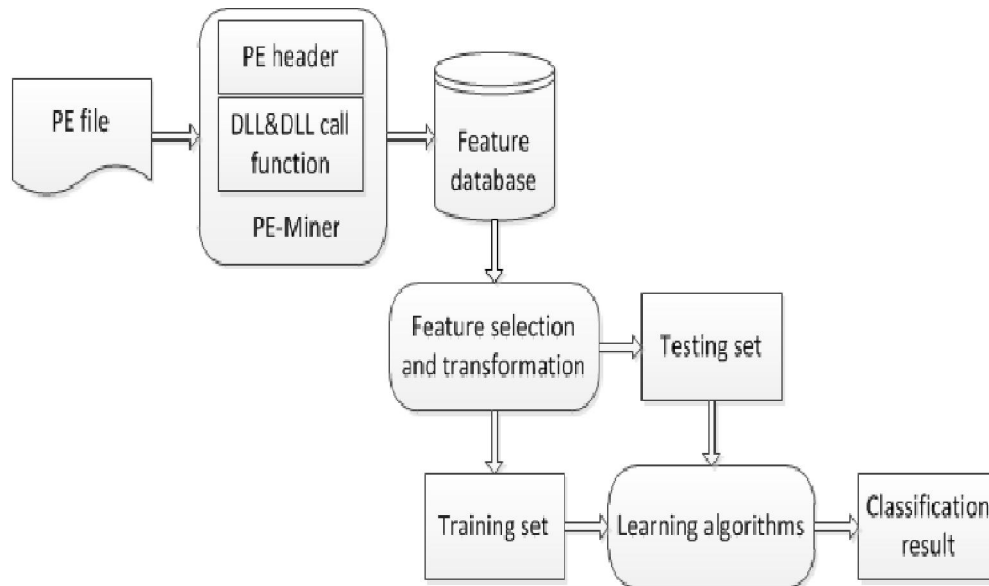 PE header
PE file
DLL&DLL call
function
PE-Miner
Feature
database
Feature selection
and transformation
Testing set
Training set
Learning algorithms
Classification
result